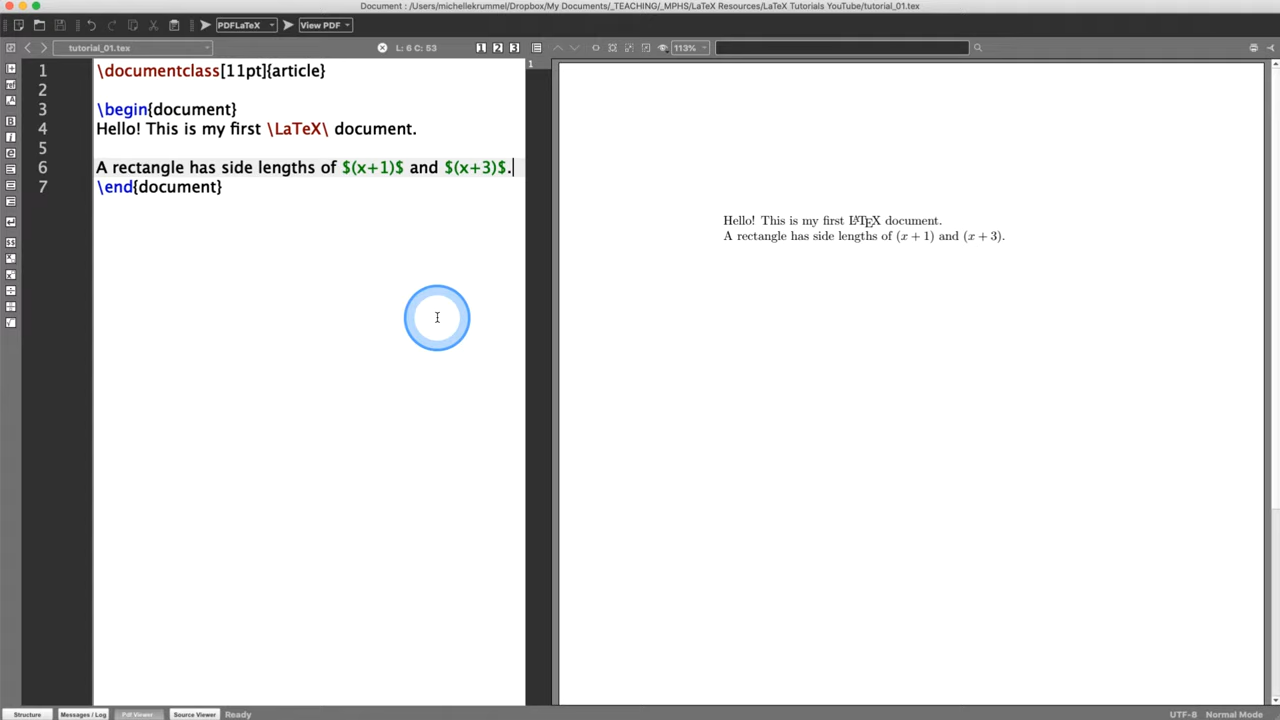 Document : /Users/michellekrummel/Dropbox/My Documents/_TEACHING/_MPHS/LaTeX Resources/LaTeX Tutorials YouTube/tutorial_01.tex
PDFLaTeX View PDF
tutorial_01.tex L: 6 C: 53 1 2 3 113%
1 \documentclass[11pt]{article}
2
3 \begin{document}
4 Hello! This is my first \LaTeX\ document.
5
6 A rectangle has side lengths of $(x+1)$ and $(x+3)$.
7 \end{document}
1
Hello! This is my first LATEX document.
A rectangle has side lengths of (x + 1) and (x + 3).
Structure Messages / Log Pdf Viewer Source Viewer Ready UTF-8 Normal Mode